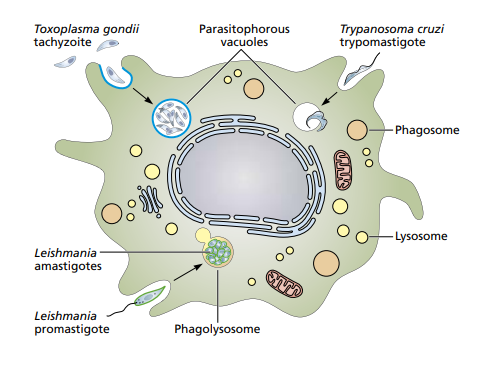 Toxoplasma gondii
tachyzoite
Parasitophorous
vacuoles
Trypanosoma cruzi
trypomastigote
Phagosome
Lysosome
Leishmania
amastigotes
Leishmania
promastigote
Phagolysosome